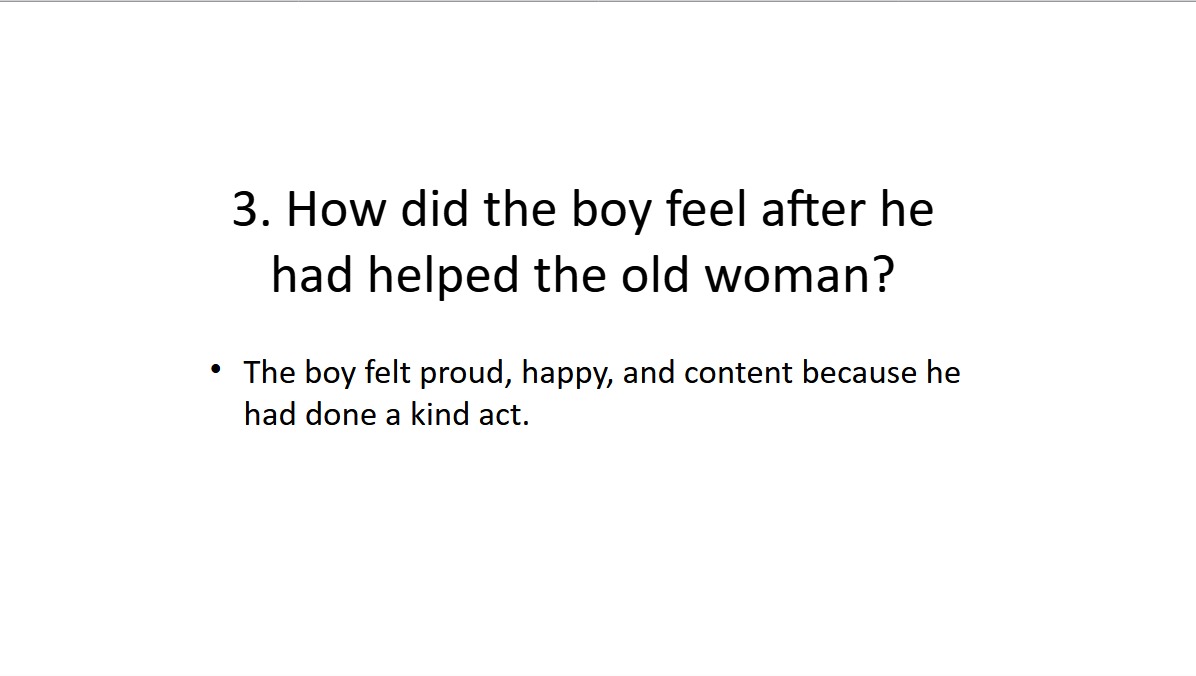 3. How did the boy feel after he
had helped the old woman?
• The boy felt proud, happy, and content because he
had done a kind act.